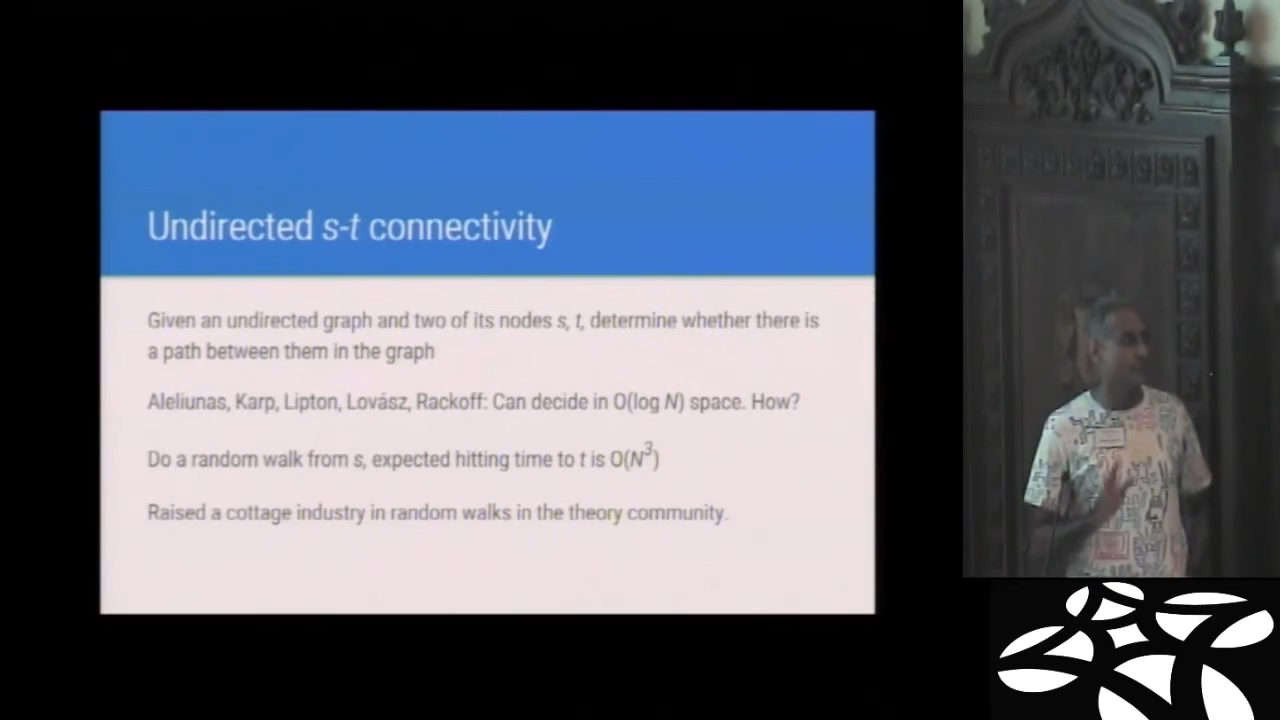 Undirected s-t connectivity
Given an undirected graph and two of its nodes s, t, determine whether there is
a path between them in the graph
Aleliunas, Karp, Lipton, Lovász, Rackoff: Can decide in O(log N) space. How?
Do a random walk from s, expected hitting time to t is O(N³)
Raised a cottage industry in random walks in the theory community.